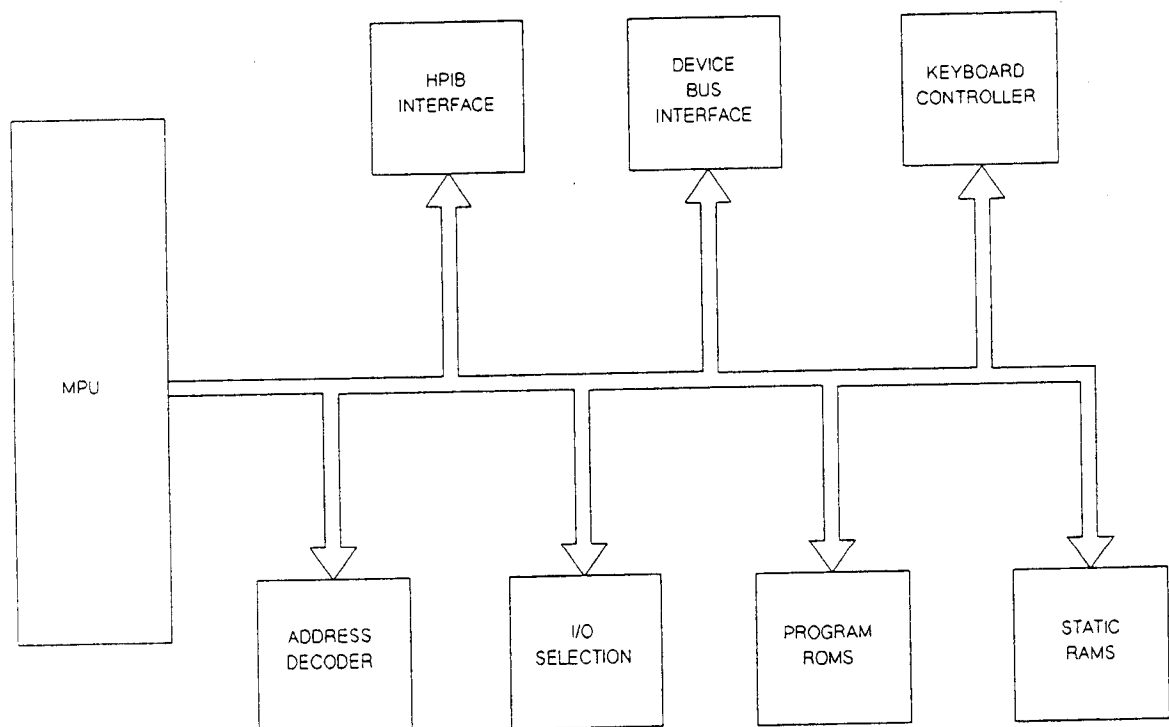 HPIB
INTERFACE
DEVICE
BUS
INTERFACE
KEYBOARD
CONTROLLER
MPU
ADDRESS
DECODER
I/O
SELECTION
PROGRAM
ROMS
STATIC
RAMS